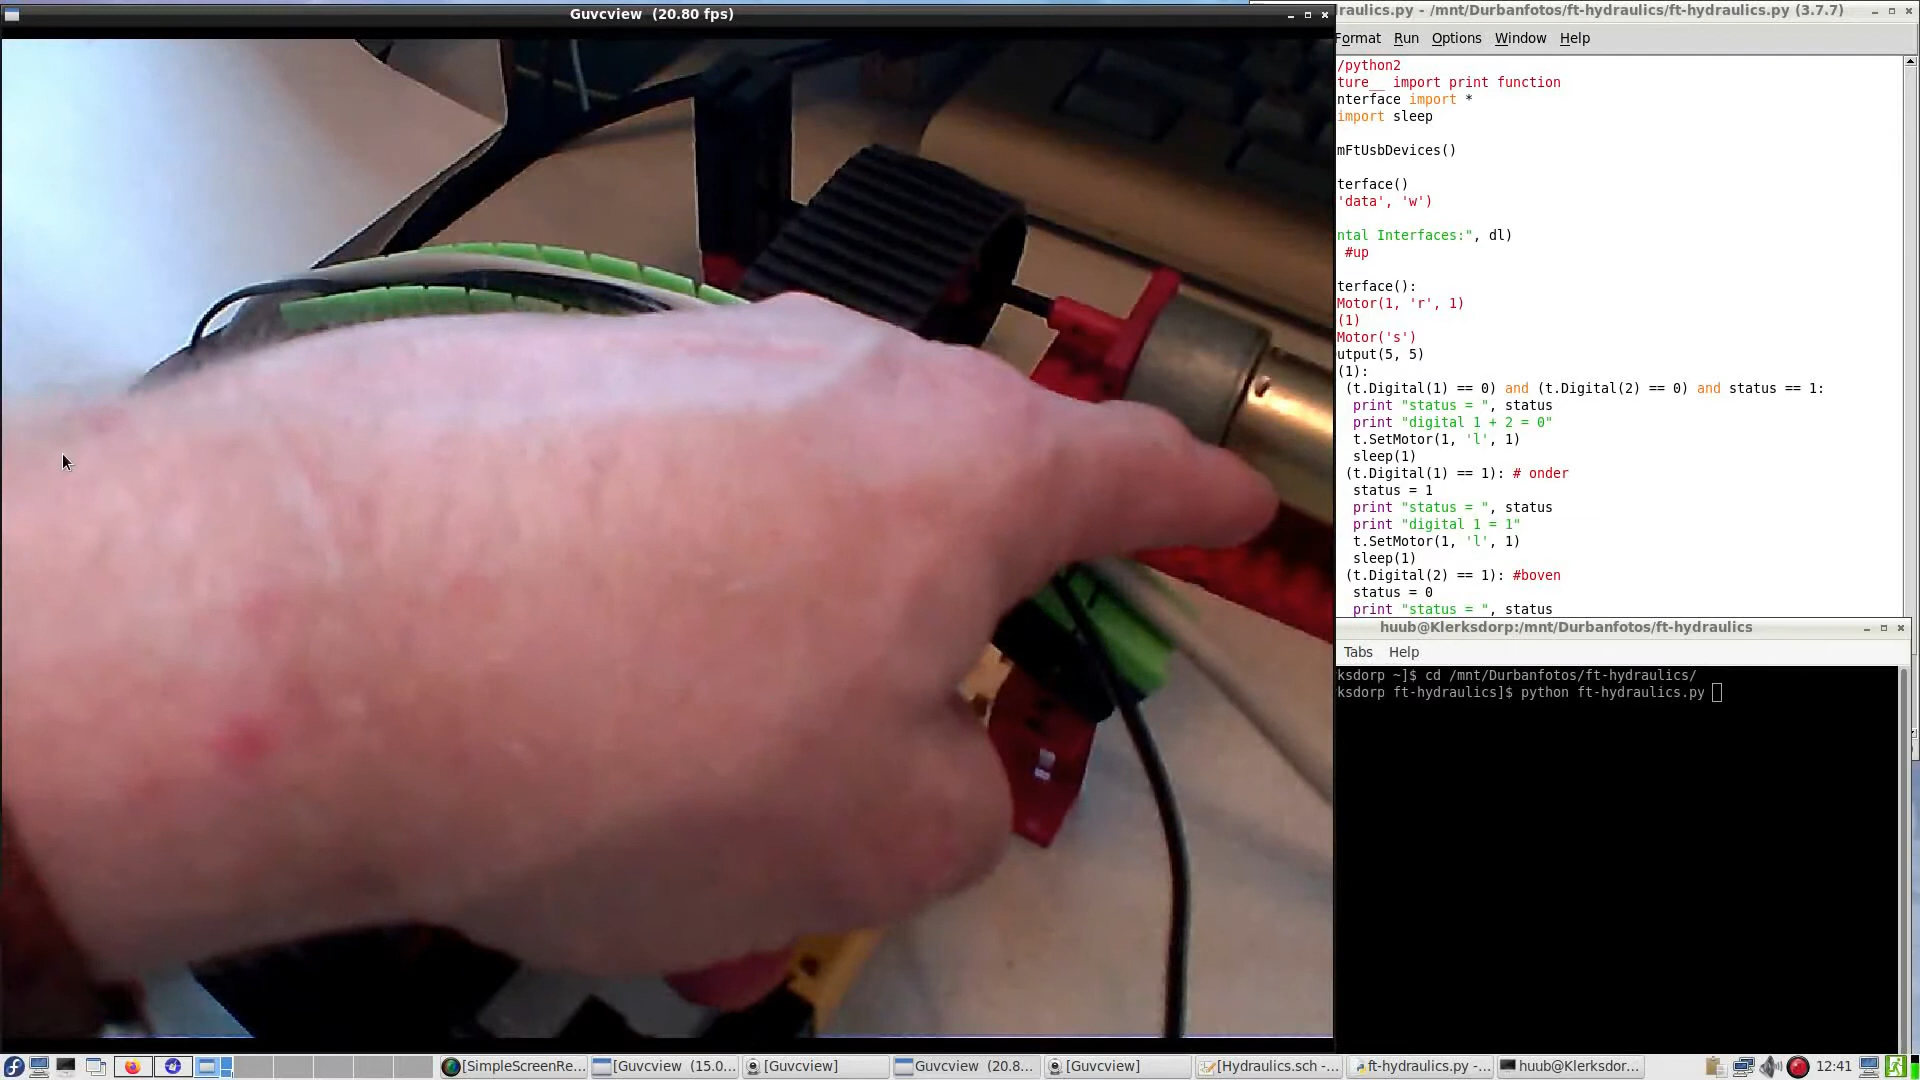 Guvcview (20.80 fps)
raulics.py - /mnt/Durbanfotos/ft-hydraulics/ft-hydraulics.py (3.7.7)
Format Run Options Window Help
/python2
ture__ import print function
nterface import *
import sleep
mFtUsbDevices()
terface()
'data', 'w')
ntal Interfaces:", dl)
#up
terface():
Motor(1, 'r', 1)
(1)
Motor('s')
utput(5, 5)
(1):
(t.Digital(1) == 0) and (t.Digital(2) == 0) and status == 1:
print "status = ", status
print "digital 1 + 2 = 0"
t.SetMotor(1, 'l', 1)
sleep(1)
(t.Digital(1) == 1): # onder
status = 1
print "status = ", status
print "digital 1 = 1"
t.SetMotor(1, 'l', 1)
sleep(1)
(t.Digital(2) == 1): #boven
status = 0
print "status = ", status
huub@Klerksdorp:/mnt/Durbanfotos/ft-hydraulics
Tabs Help
ksdorp ~]$ cd /mnt/Durbanfotos/ft-hydraulics/
ksdorp ft-hydraulics]$ python ft-hydraulics.py
[SimpleScreenRe... [Guvcview (15.0... [Guvcview] Guvcview (20.8... [Guvcview] [Hydraulics.sch -... ft-hydraulics.py -... huub@Klerksdor... 12:41